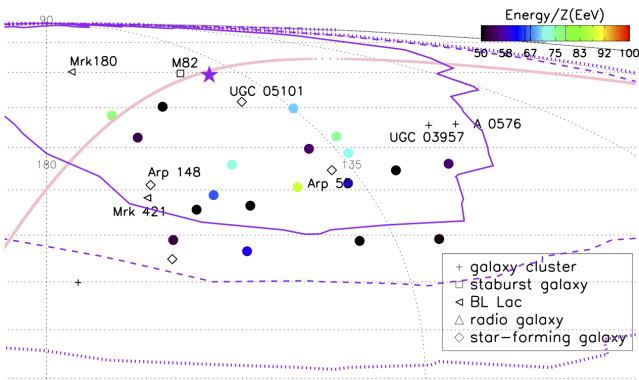 Energy/Z(EeV)
50 58 67 75 83 92 100
90
Mrk180
M82
UGC 05101
A 0576
UGC 03957
180
135
Arp 148
Arp 55
Mrk 421
galaxy cluster
staburst galaxy
BL Lac
radio galaxy
star-forming galaxy